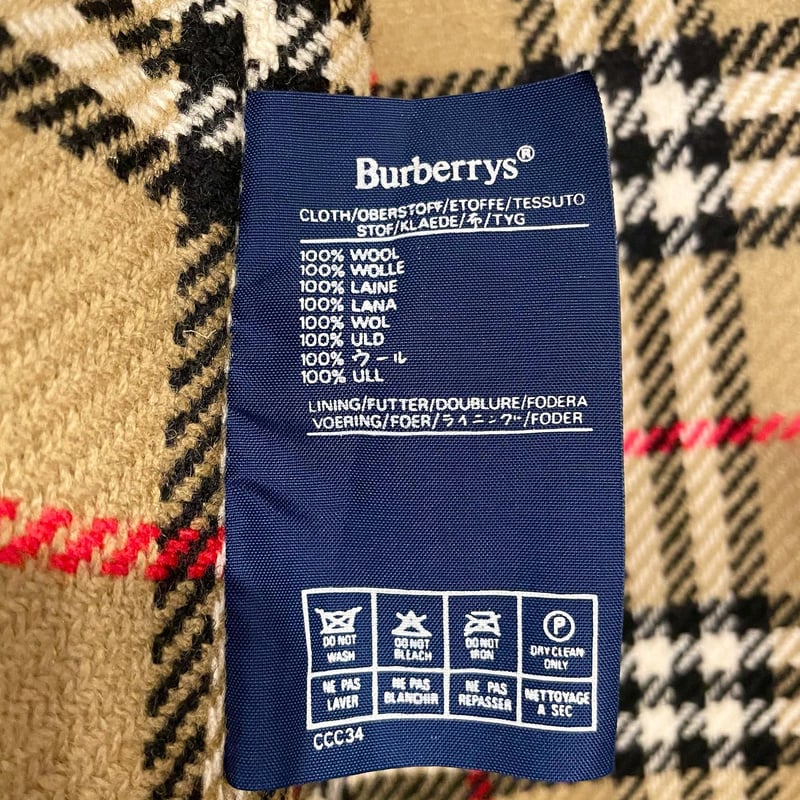 Burberrys®
CLOTH/OBERSTOFF/ETOFFE/TESSUTO
STOF/KLAEDE/布/TYG
100% WOOL
100% WOLLE
100% LAINE
100% LANA
100% WOL
100% ULD
100% ウール
100% ULL
LINING/FUTTER/DOUBLURE/FODERA
VOERING/FOER/ライニング/FODER
DO NOT WASH
DO NOT BLEACH
DO NOT IRON
P
DRY CLEAN ONLY
NE PAS LAVER
NE PAS BLANCHIR
NE PAS REPASSER
NETTOYAGE A SEC
CCC34